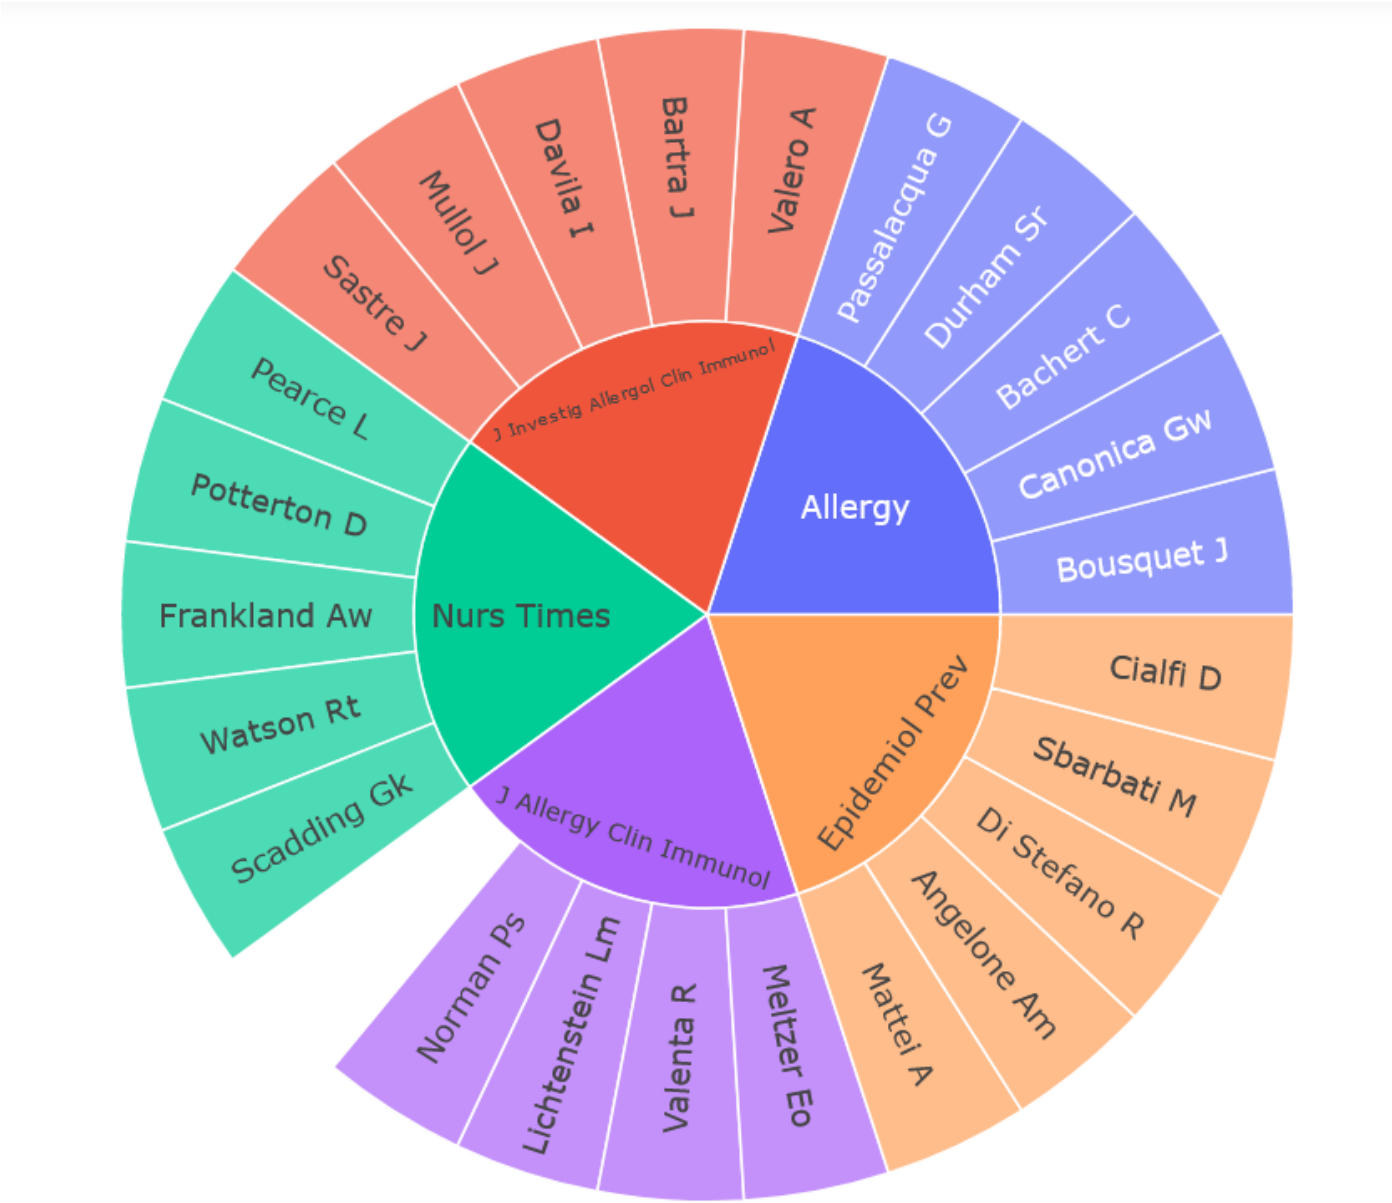 Allergy
Passalacqua G
Durham Sr
Bachert C
Canonica Gw
Bousquet J
Epidemiol Prev
Cialfi D
Sbarbati M
Di Stefano R
Angelone Am
Mattei A
J Allergy Clin Immunol
Meltzer Eo
Valenta R
Lichtenstein Lm
Norman Ps
Nurs Times
Scadding Gk
Watson Rt
Frankland Aw
Potterton D
Pearce L
J Investig Allergol Clin Immunol
Sastre J
Mullol J
Davila I
Bartra J
Valero A